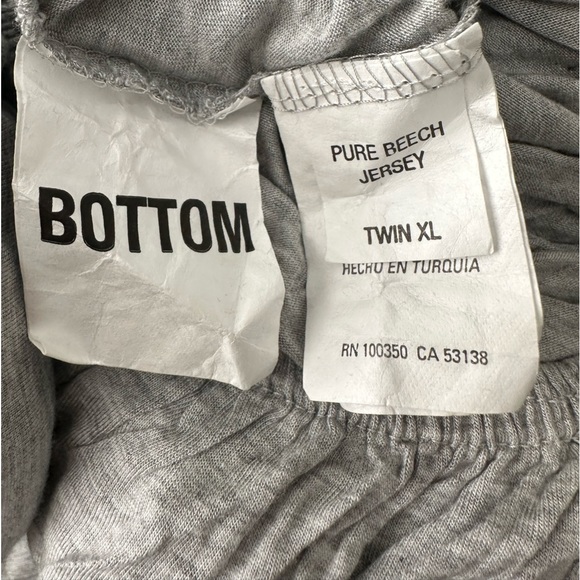 BOTTOM
PURE BEECH
JERSEY
TWIN XL
HECHO EN TURQUIA
RN 100350 CA 53138